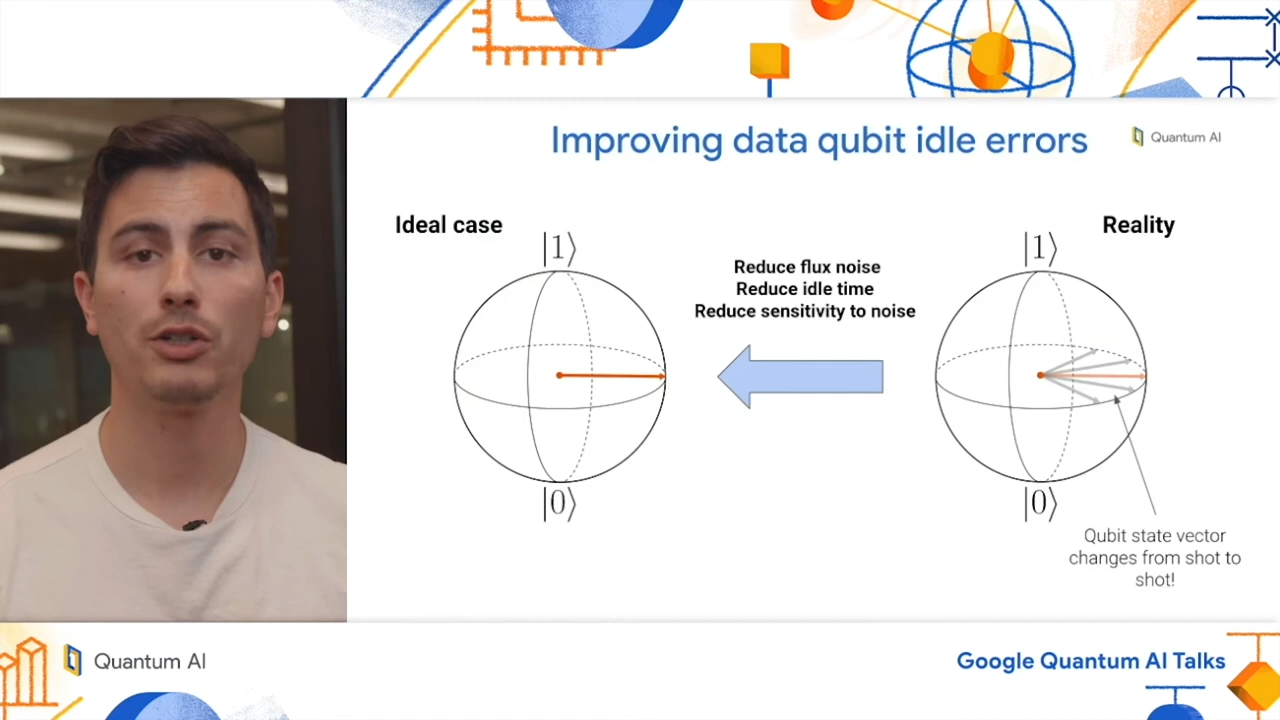 Improving data qubit idle errors
Quantum AI
Ideal case
Reality
|1⟩
|1⟩
Reduce flux noise
Reduce idle time
Reduce sensitivity to noise
|0⟩
|0⟩
Qubit state vector
changes from shot to
shot!
Quantum AI
Google Quantum AI Talks